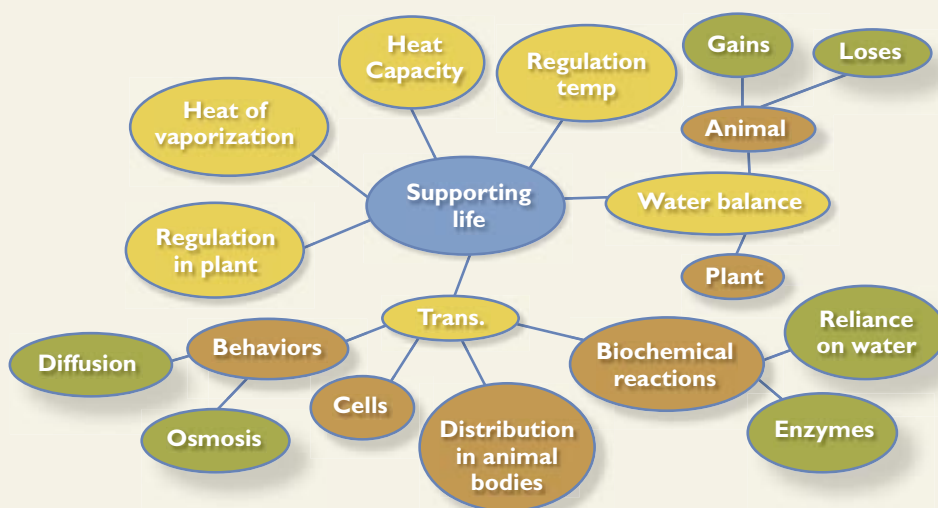 Gains
Loses
Heat
Capacity
Regulation
temp
Heat of
vaporization
Animal
Supporting
life
Water balance
Regulation
in plant
Plant
Trans.
Reliance
on water
Behaviors
Diffusion
Biochemical
reactions
Cells
Osmosis
Distribution
in animal
bodies
Enzymes